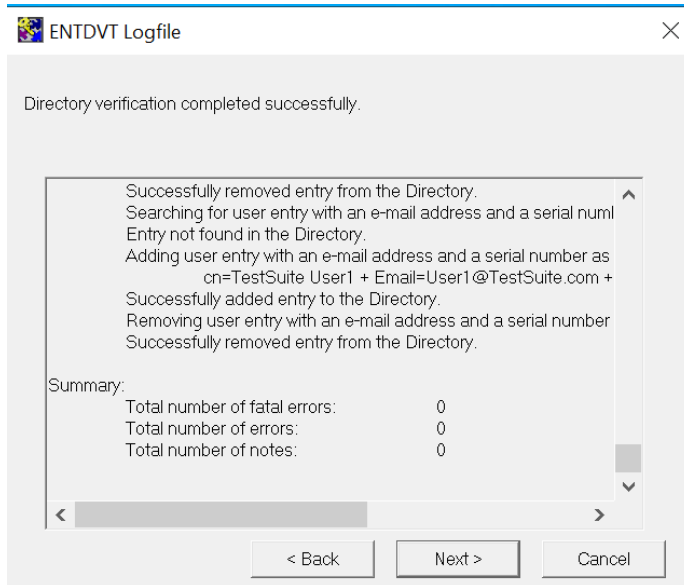 ENTDVT Logfile
Directory verification completed successfully.
Successfully removed entry from the Directory.
Searching for user entry with an e-mail address and a serial
Entry not found in the Directory.
Adding user entry with an e-mail address and a serial number as
cn=TestSuite User1 + Email=User1@TestSuite.com +
Successfully added entry to the Directory.
Removing user entry with an e-mail address and a serial number
Successfully removed entry from the Directory.
Summary:
Total number of fatal errors: 0
Total number of errors: 0
Total number of notes: 0
< Back Next > Cancel